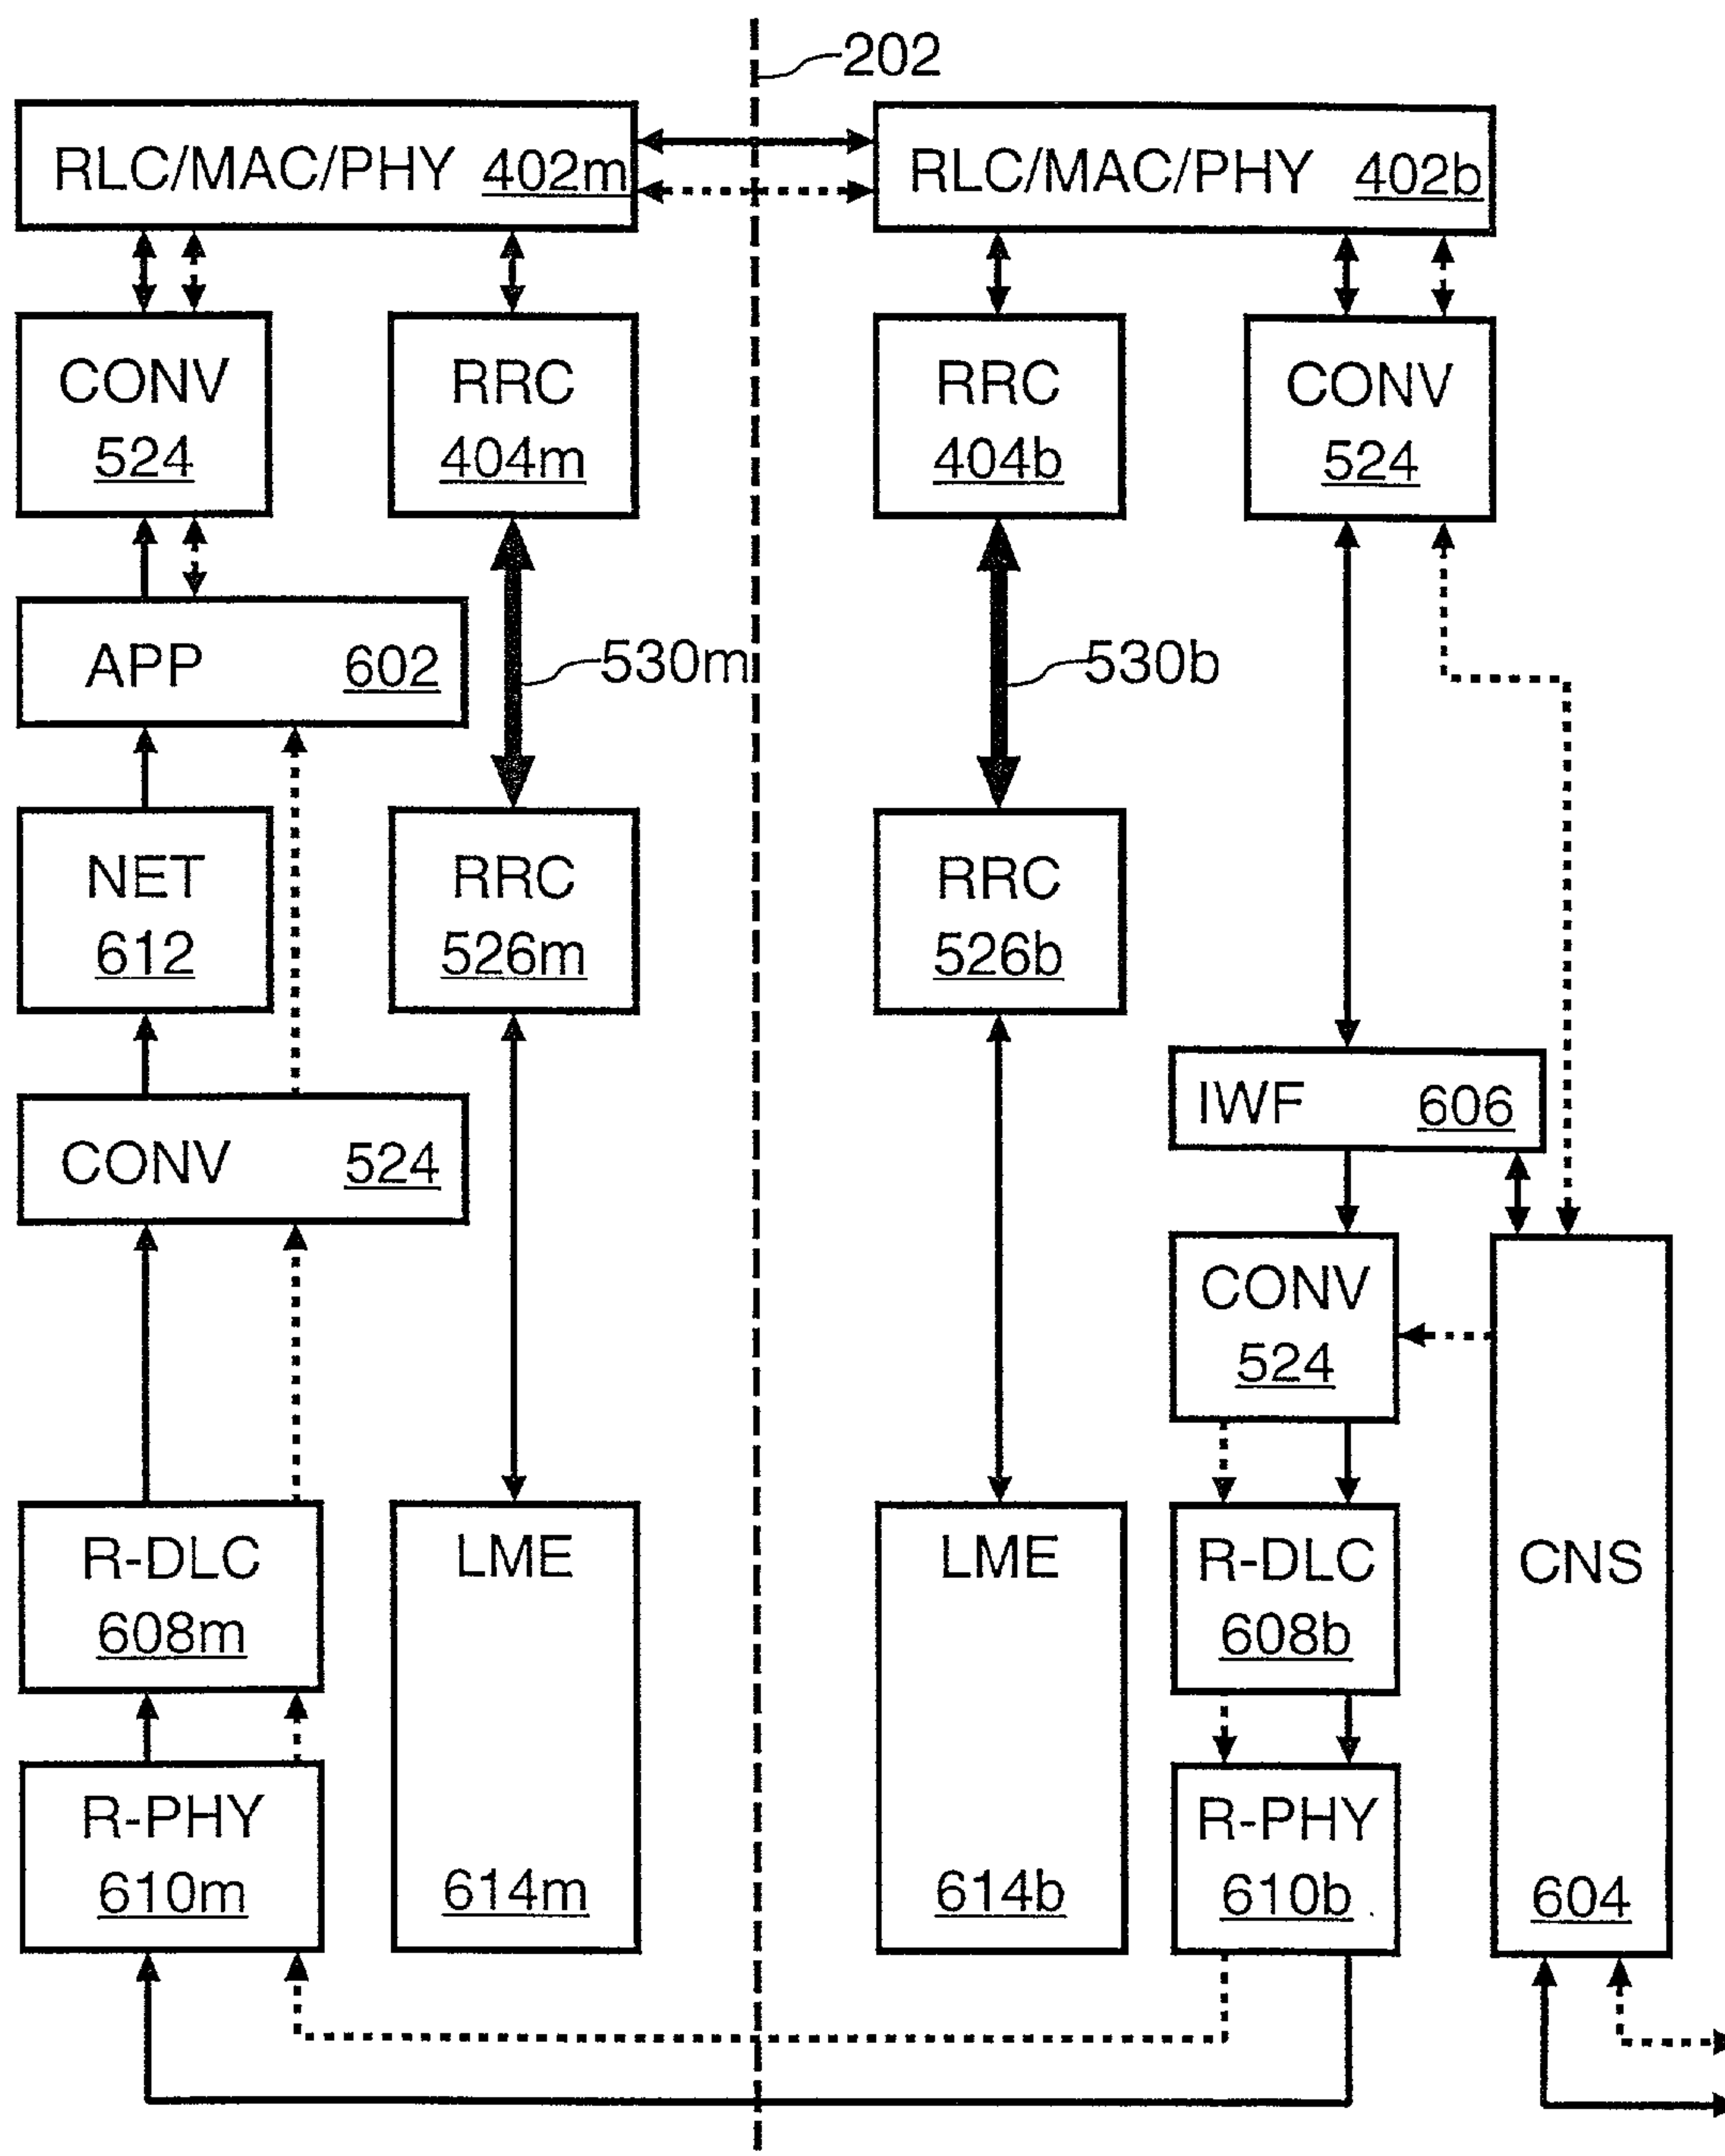 202
RLC/MAC/PHY 402m
RLC/MAC/PHY 402b
CONV
524
RRC
404m
RRC
404b
CONV
524
APP 602
530m
530b
NET
612
RRC
526m
RRC
526b
IWF 606
CONV 524
CONV
524
R-DLC
608m
LME
614m
LME
614b
R-DLC
608b
CNS
604
R-PHY
610m
R-PHY
610b